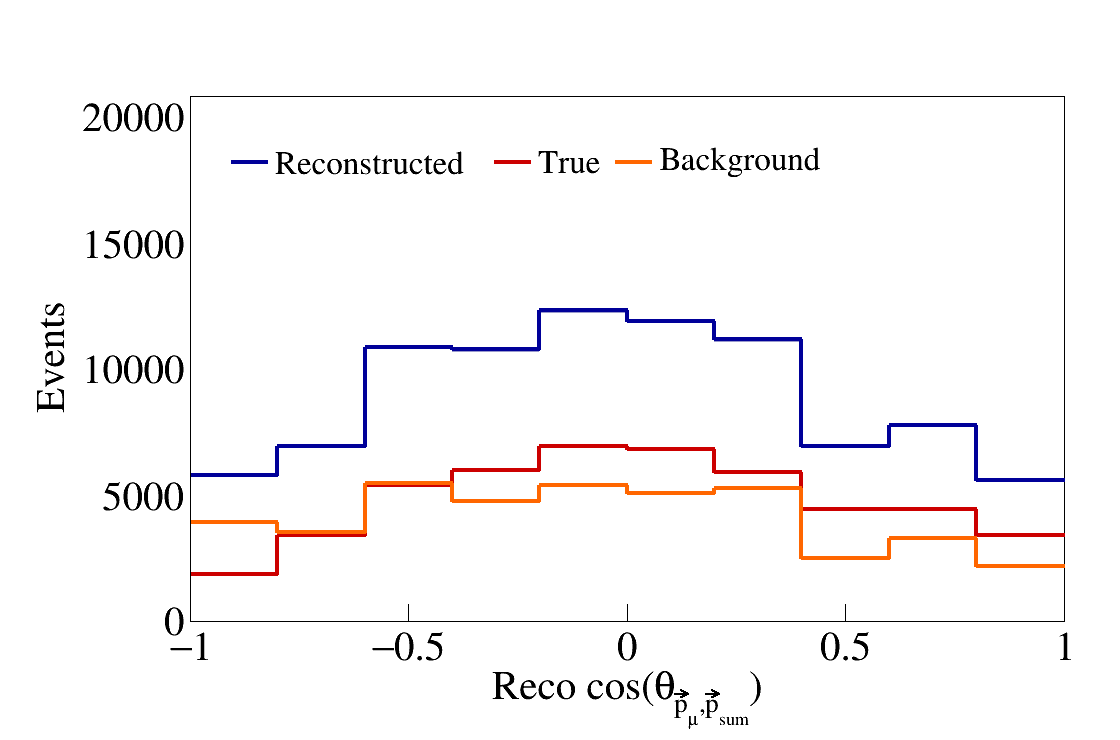 20000
Reconstructed True Background
15000
10000
5000
0
Events
−1 −0.5 0 0.5 1
Reco cos(θ p⃗μ,p⃗sum)